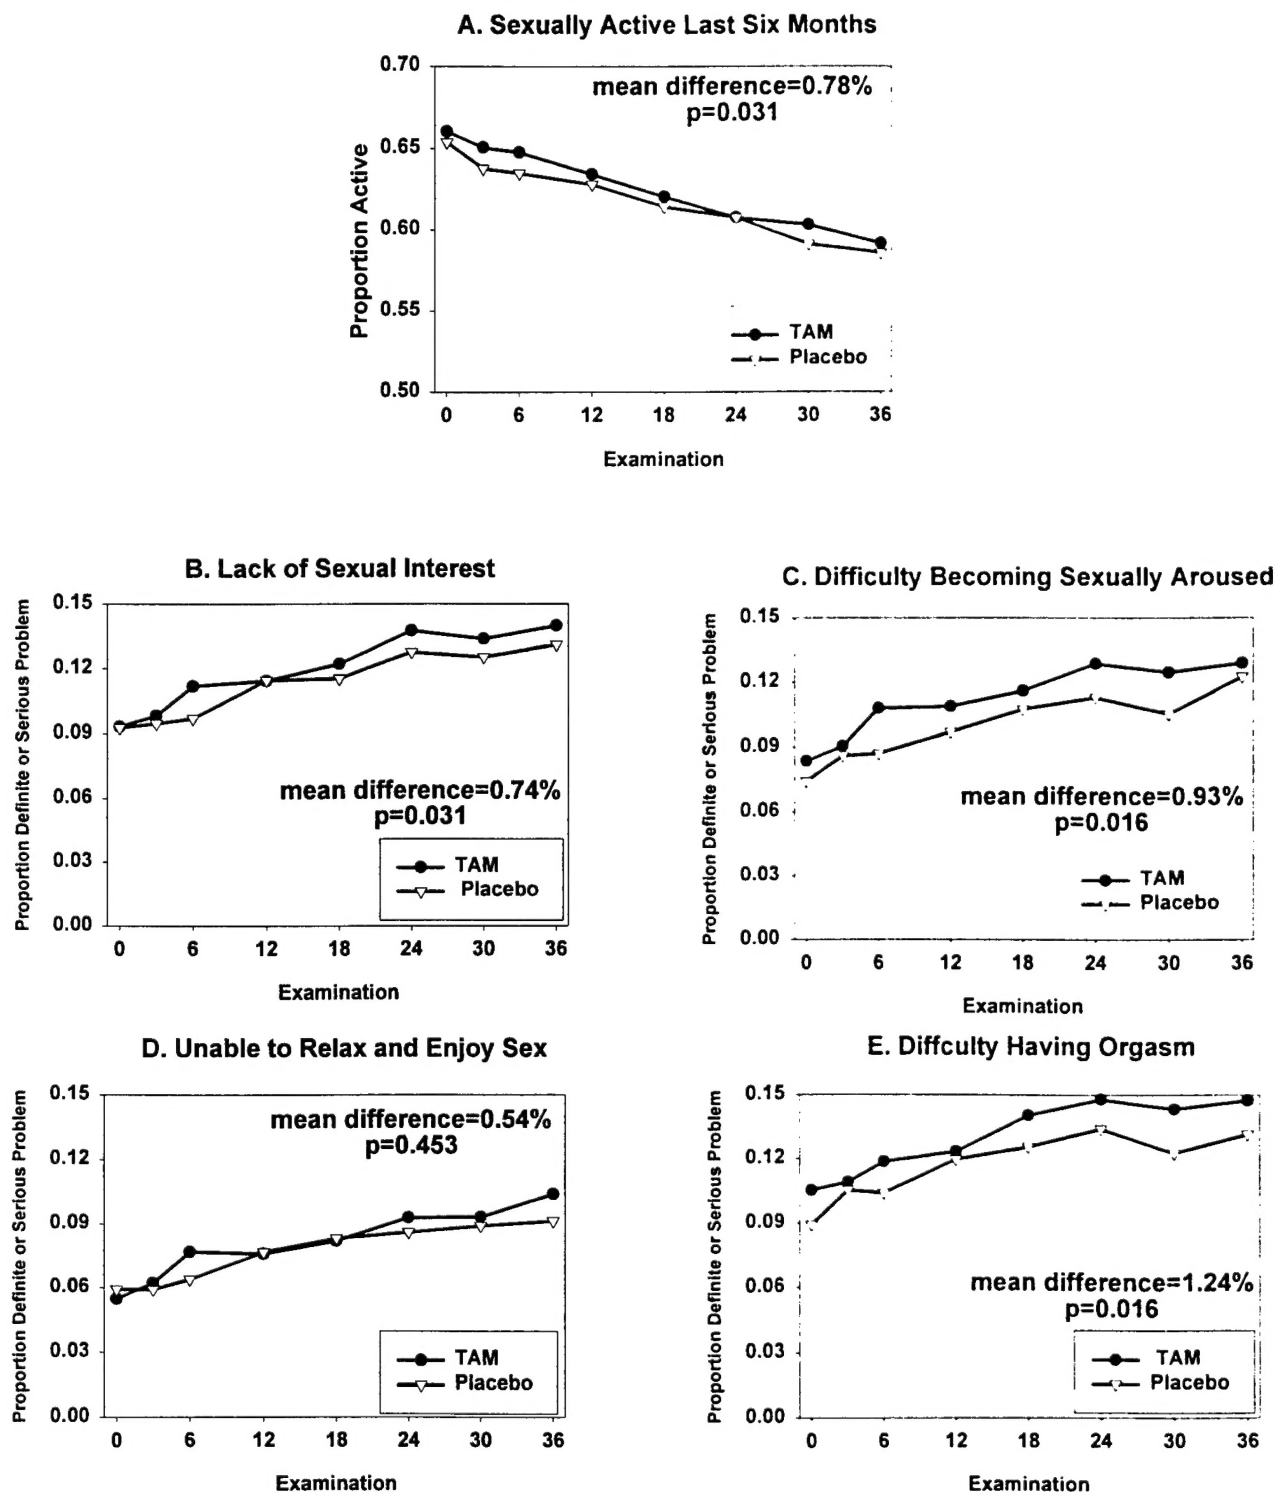 A. Sexually Active Last Six Months
0.70
0.65
0.60
0.55
0.50
Proportion Active
mean difference=0.78%
p=0.031
TAM
Placebo
0 6 12 18 24 30 36
Examination
B. Lack of Sexual Interest
0.15
0.12
0.09
0.06
0.03
0.00
Proportion Definite or Serious Problem
mean difference=0.74%
p=0.031
TAM
Placebo
0 6 12 18 24 30 36
Examination
C. Difficulty Becoming Sexually Aroused
0.15
0.12
0.09
0.06
0.03
0.00
Proportion Definite or Serious Problem
mean difference=0.93%
p=0.016
TAM
Placebo
0 6 12 18 24 30 36
Examination
D. Unable to Relax and Enjoy Sex
0.15
0.12
0.09
0.06
0.03
0.00
Proportion Definite or Serious Problem
mean difference=0.54%
p=0.453
TAM
Placebo
0 6 12 18 24 30 36
Examination
E. Diffculty Having Orgasm
0.15
0.12
0.09
0.06
0.03
0.00
Proportion Definite or Serious Problem
mean difference=1.24%
p=0.016
TAM
Placebo
0 6 12 18 24 30 36
Examination